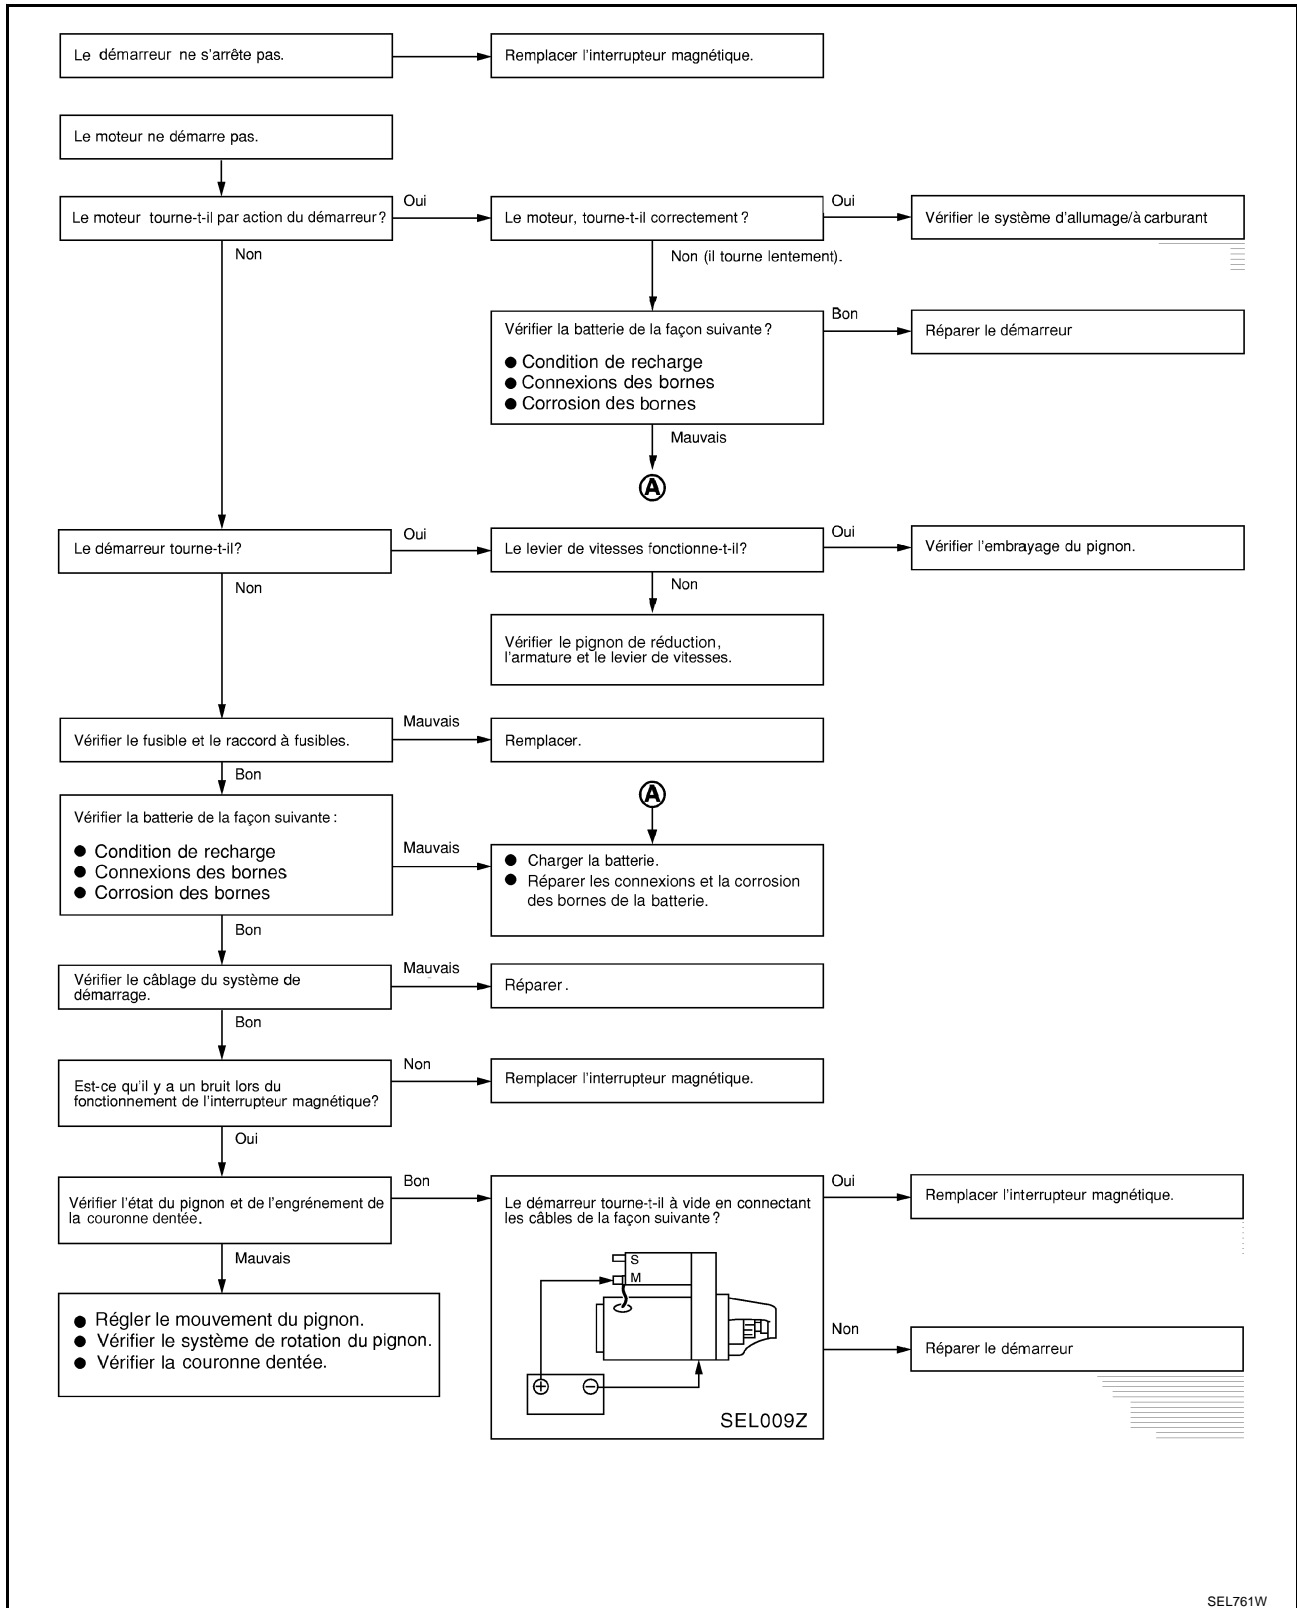 Le démarreur ne s'arrête pas.
Remplacer l'interrupteur magnétique.
Le moteur ne démarre pas.
Le moteur tourne-t-il par action du démarreur?
Oui
Le moteur, tourne-t-il correctement?
Oui
Vérifier le système d'allumage/à carburant
Non
Non (il tourne lentement).
Vérifier la batterie de la façon suivante?
● Condition de recharge
● Connexions des bornes
● Corrosion des bornes
Bon
Réparer le démarreur
Mauvais
A
Le démarreur tourne-t-il?
Oui
Le levier de vitesses fonctionne-t-il?
Oui
Vérifier l'embrayage du pignon.
Non
Non
Vérifier le pignon de réduction,
l'armature et le levier de vitesses.
Vérifier le fusible et le raccord à fusibles.
Mauvais
Remplacer.
Bon
A
Vérifier la batterie de la façon suivante :
● Condition de recharge
● Connexions des bornes
● Corrosion des bornes
Mauvais
● Charger la batterie.
● Réparer les connexions et la corrosion
des bornes de la batterie.
Bon
Vérifier le câblage du système de
démarrage.
Mauvais
Réparer.
Bon
Est-ce qu'il y a un bruit lors du
fonctionnement de l'interrupteur magnétique?
Non
Remplacer l'interrupteur magnétique.
Oui
Vérifier l'état du pignon et de l'engrénement de
la couronne dentée.
Bon
Le démarreur tourne-t-il à vide en connectant
les câbles de la façon suivante?
S
M
+ −
SEL009Z
Oui
Remplacer l'interrupteur magnétique.
Mauvais
● Régler le mouvement du pignon.
● Vérifier le système de rotation du pignon.
● Vérifier la couronne dentée.
Non
Réparer le démarreur
SEL761W